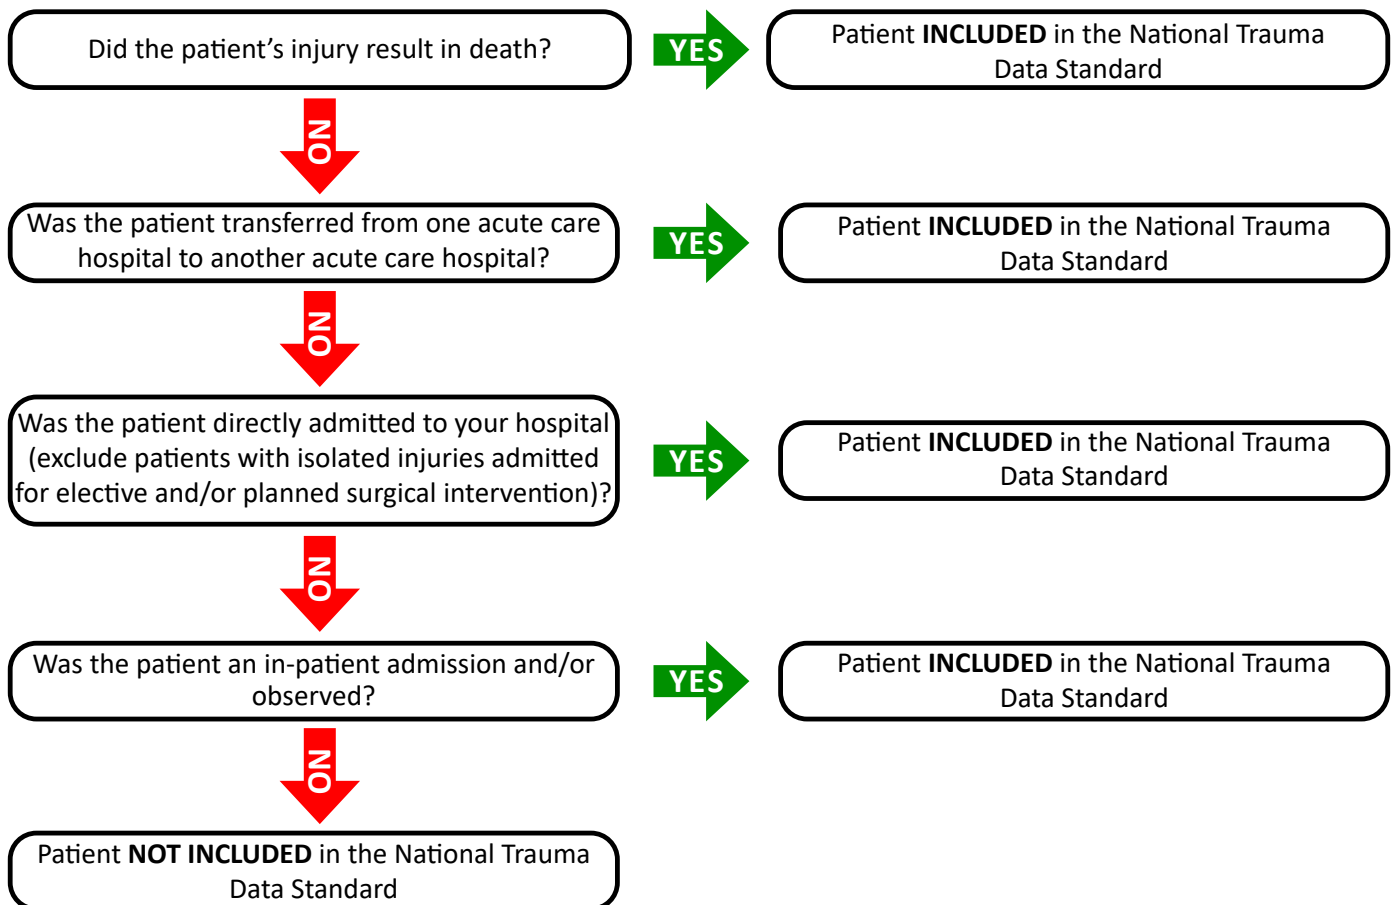 Did the patient’s injury result in death?
YES
Patient INCLUDED in the National Trauma
Data Standard
NO
Was the patient transferred from one acute care
hospital to another acute care hospital?
YES
Patient INCLUDED in the National Trauma
Data Standard
NO
Was the patient directly admitted to your hospital
(exclude patients with isolated injuries admitted
for elective and/or planned surgical intervention)?
YES
Patient INCLUDED in the National Trauma
Data Standard
NO
Was the patient an in-patient admission and/or
observed?
YES
Patient INCLUDED in the National Trauma
Data Standard
NO
Patient NOT INCLUDED in the National Trauma
Data Standard